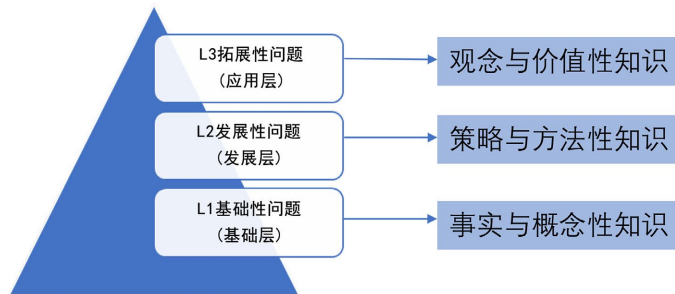 L3拓展性问题
(应用层)
观念与价值性知识
L2发展性问题
(发展层)
策略与方法性知识
L1基础性问题
(基础层)
事实与概念性知识